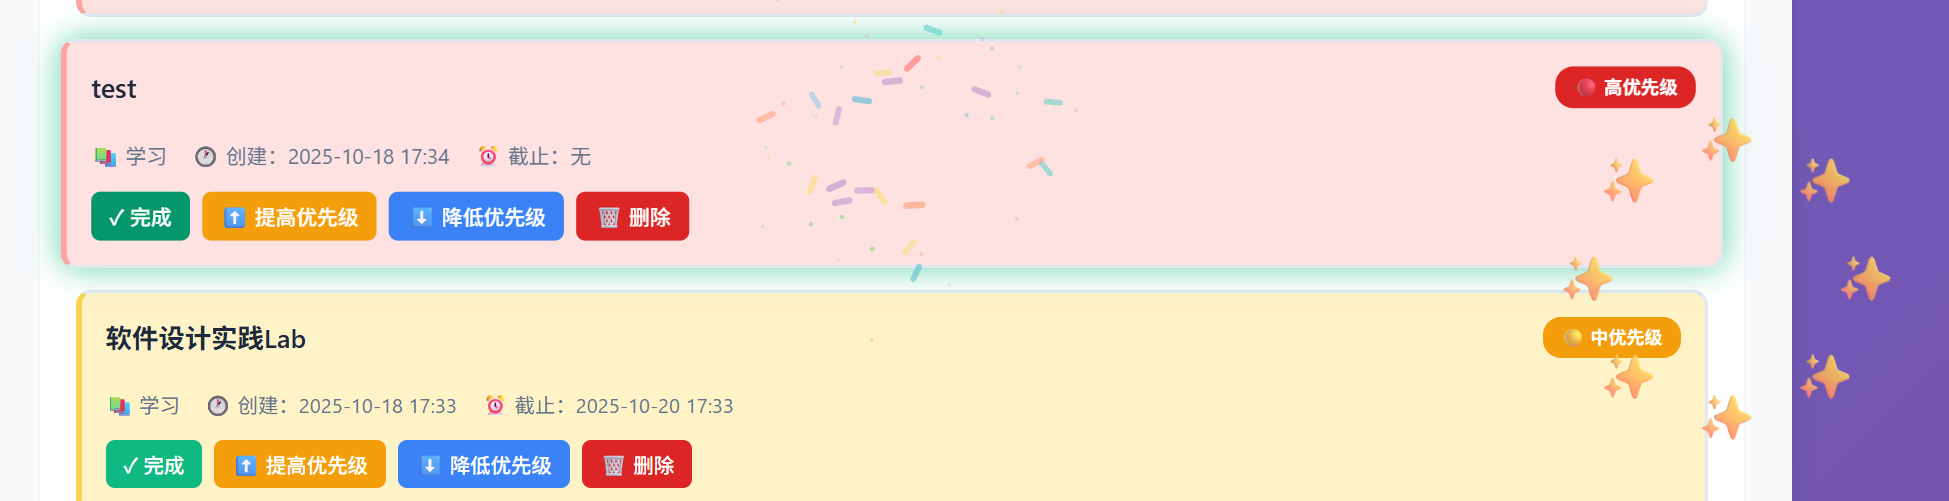 test
高优先级
学习 创建：2025-10-18 17:34 截止：无
✓ 完成 提高优先级 降低优先级 删除
软件设计实践Lab
中优先级
学习 创建：2025-10-18 17:33 截止：2025-10-20 17:33
✓ 完成 提高优先级 降低优先级 删除